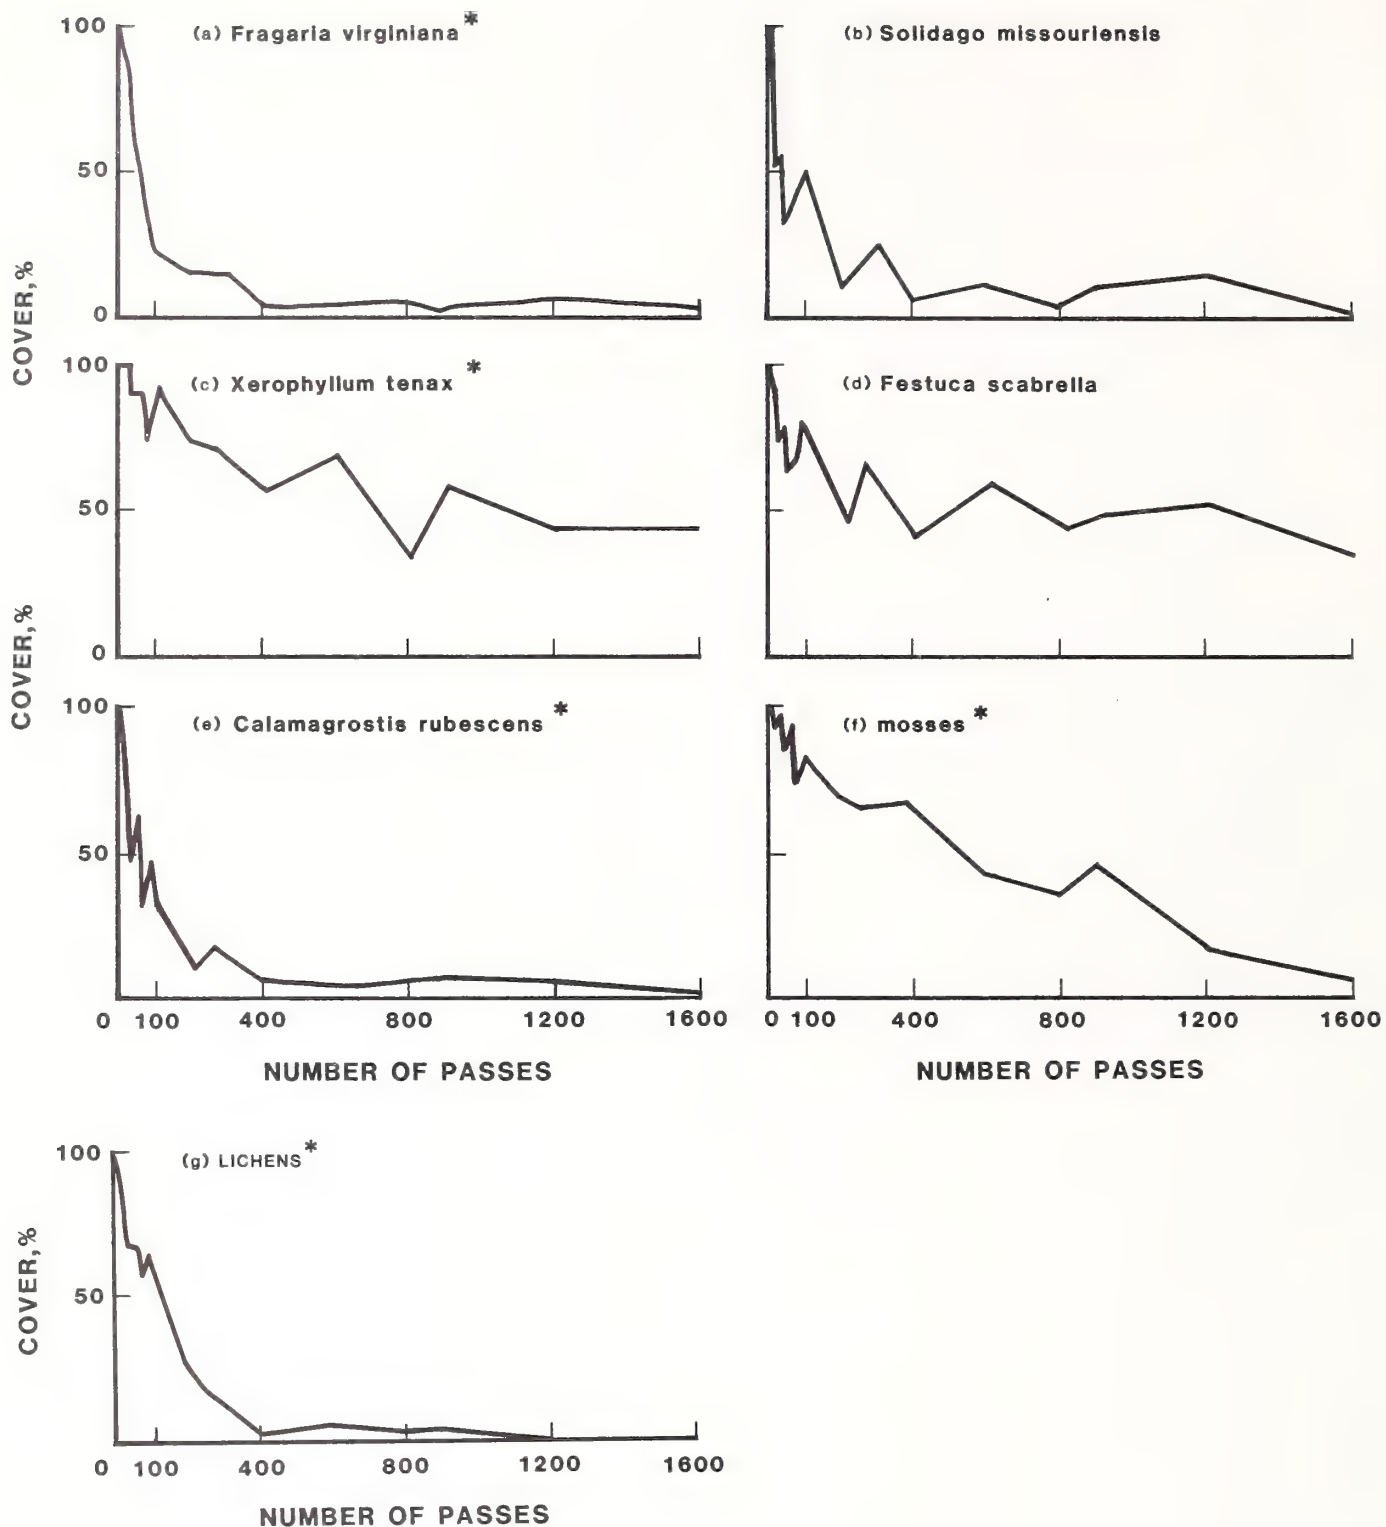 (a) Fragaria virginiana*
100
50
0
COVER,%
(b) Solidago missouriensis
(c) Xerophyllum tenax *
100
50
0
COVER,%
(d) Festuca scabrella
(e) Calamagrostis rubescens *
100
50
0 100 400 800 1200 1600
NUMBER OF PASSES
(f) mosses *
0 100 400 800 1200 1600
NUMBER OF PASSES
(g) LICHENS*
100
50
COVER,%
0 100 400 800 1200 1600
NUMBER OF PASSES